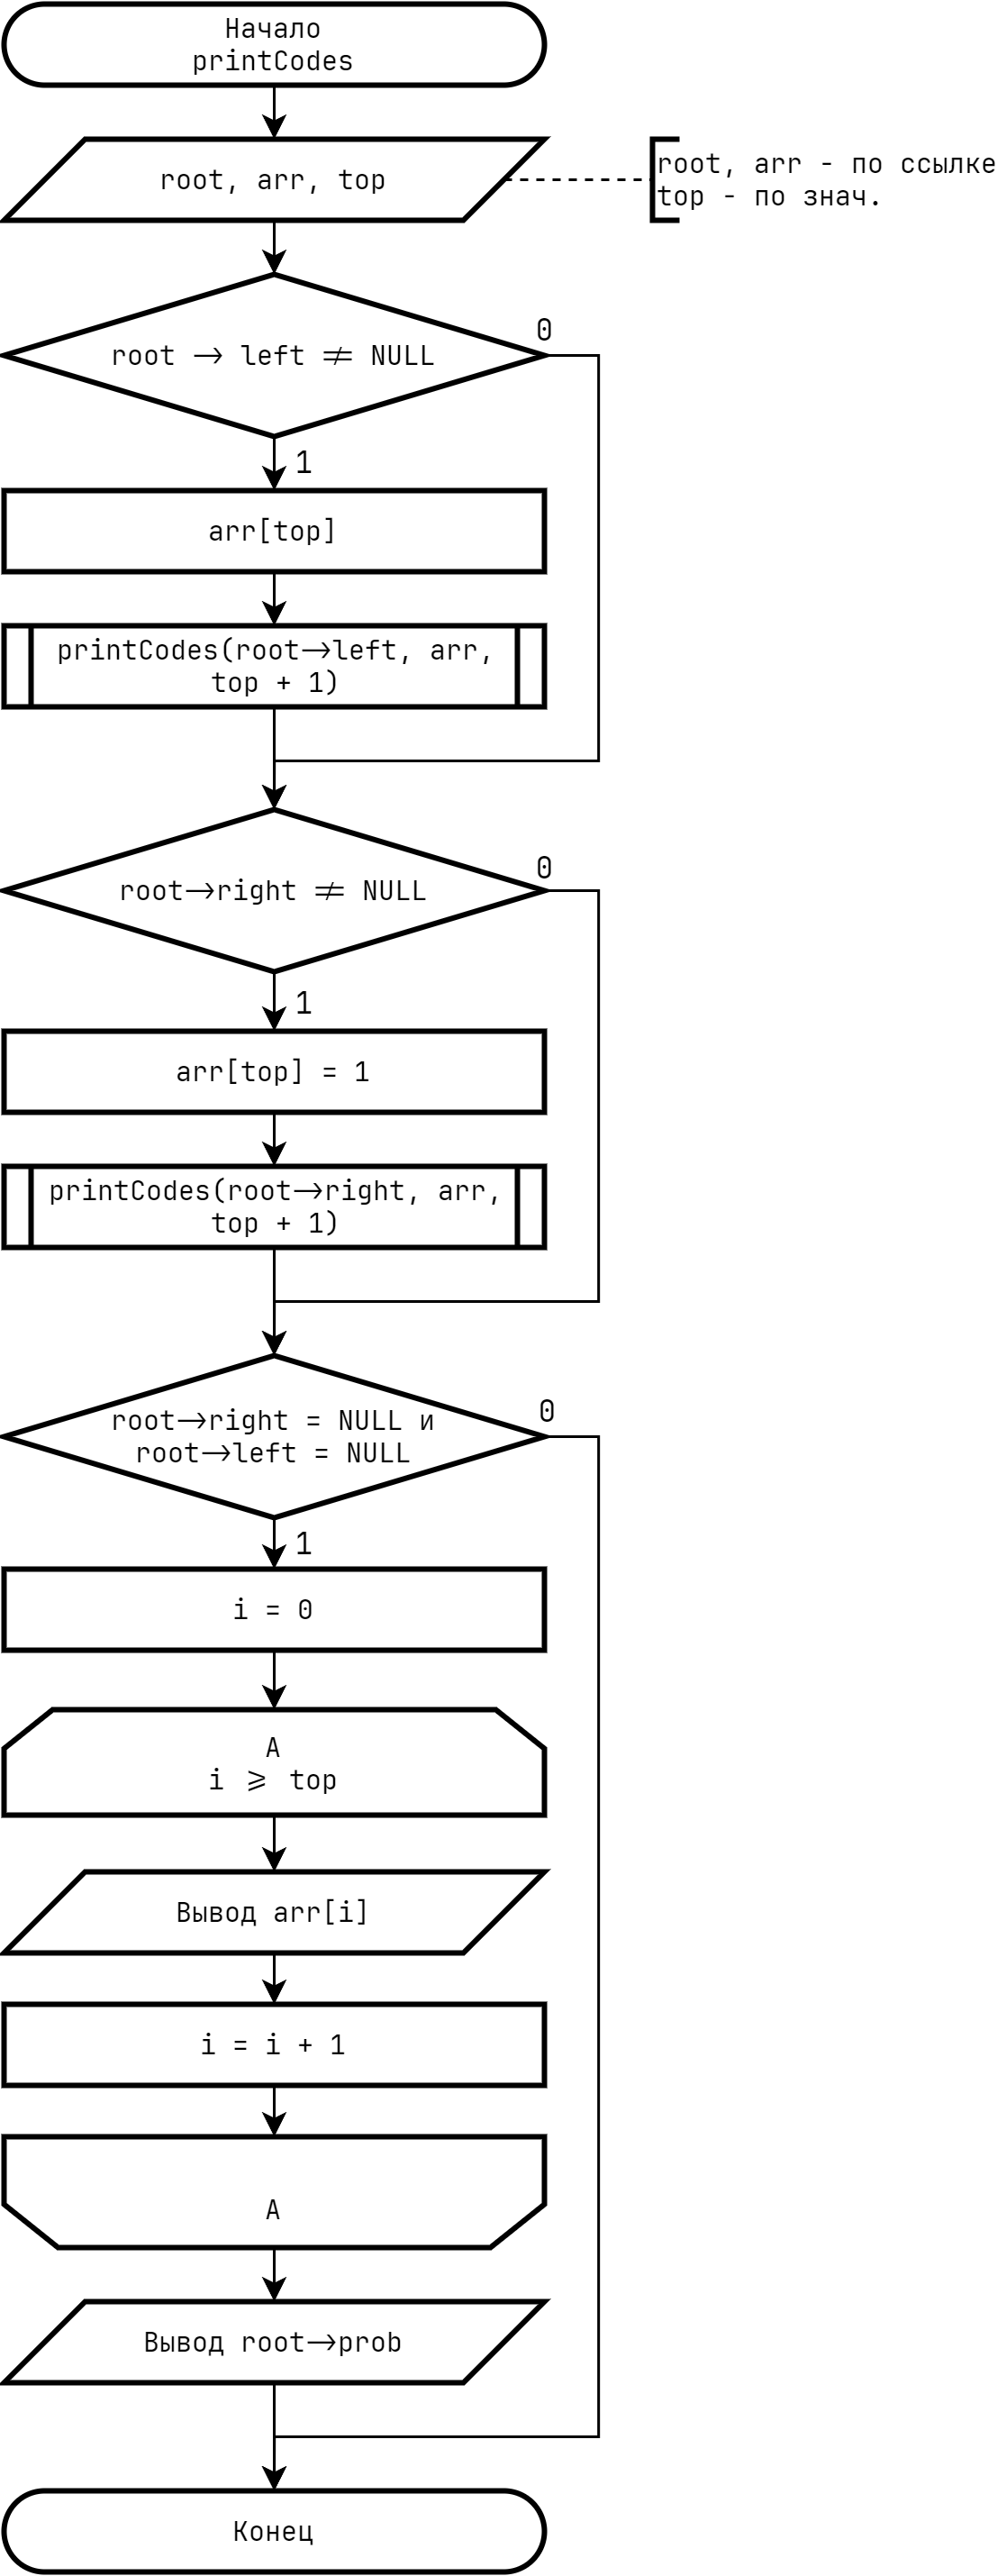 Начало
printCodes
root, arr, top
root, arr - по ссылке
top - по знач.
root → left ≠ NULL
0
1
arr[top]
printCodes(root→left, arr,
top + 1)
root→right ≠ NULL
0
1
arr[top] = 1
printCodes(root→right, arr,
top + 1)
root→right = NULL и
root→left = NULL
0
1
i = 0
A
i ⩾ top
Вывод arr[i]
i = i + 1
A
Вывод root→prob
Конец